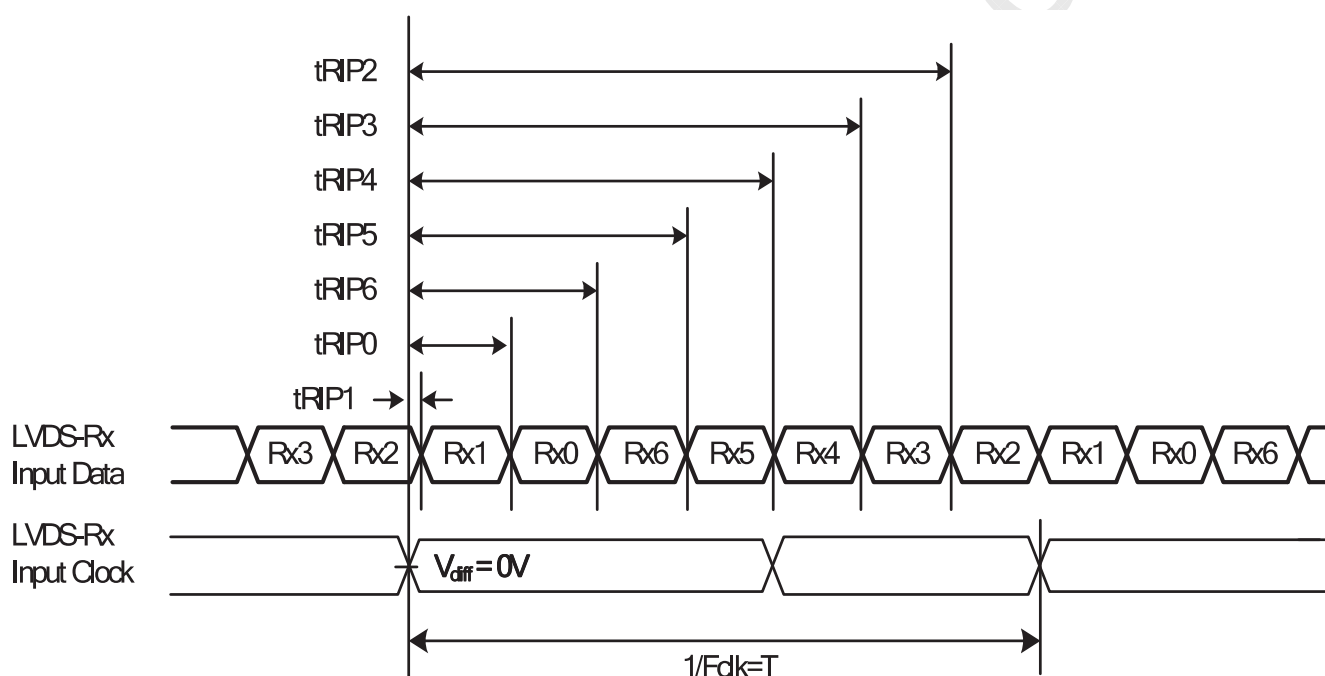 tRIP2
tRIP3
tRIP4
tRIP5
tRIP6
tRIP0
tRIP1
LVDS-Rx
Input Data
Rx3 Rx2 Rx1 Rx0 Rx6 Rx5 Rx4 Rx3 Rx2 Rx1 Rx0 Rx6
LVDS-Rx
Input Clock
Vdiff = 0V
1/Fclk=T